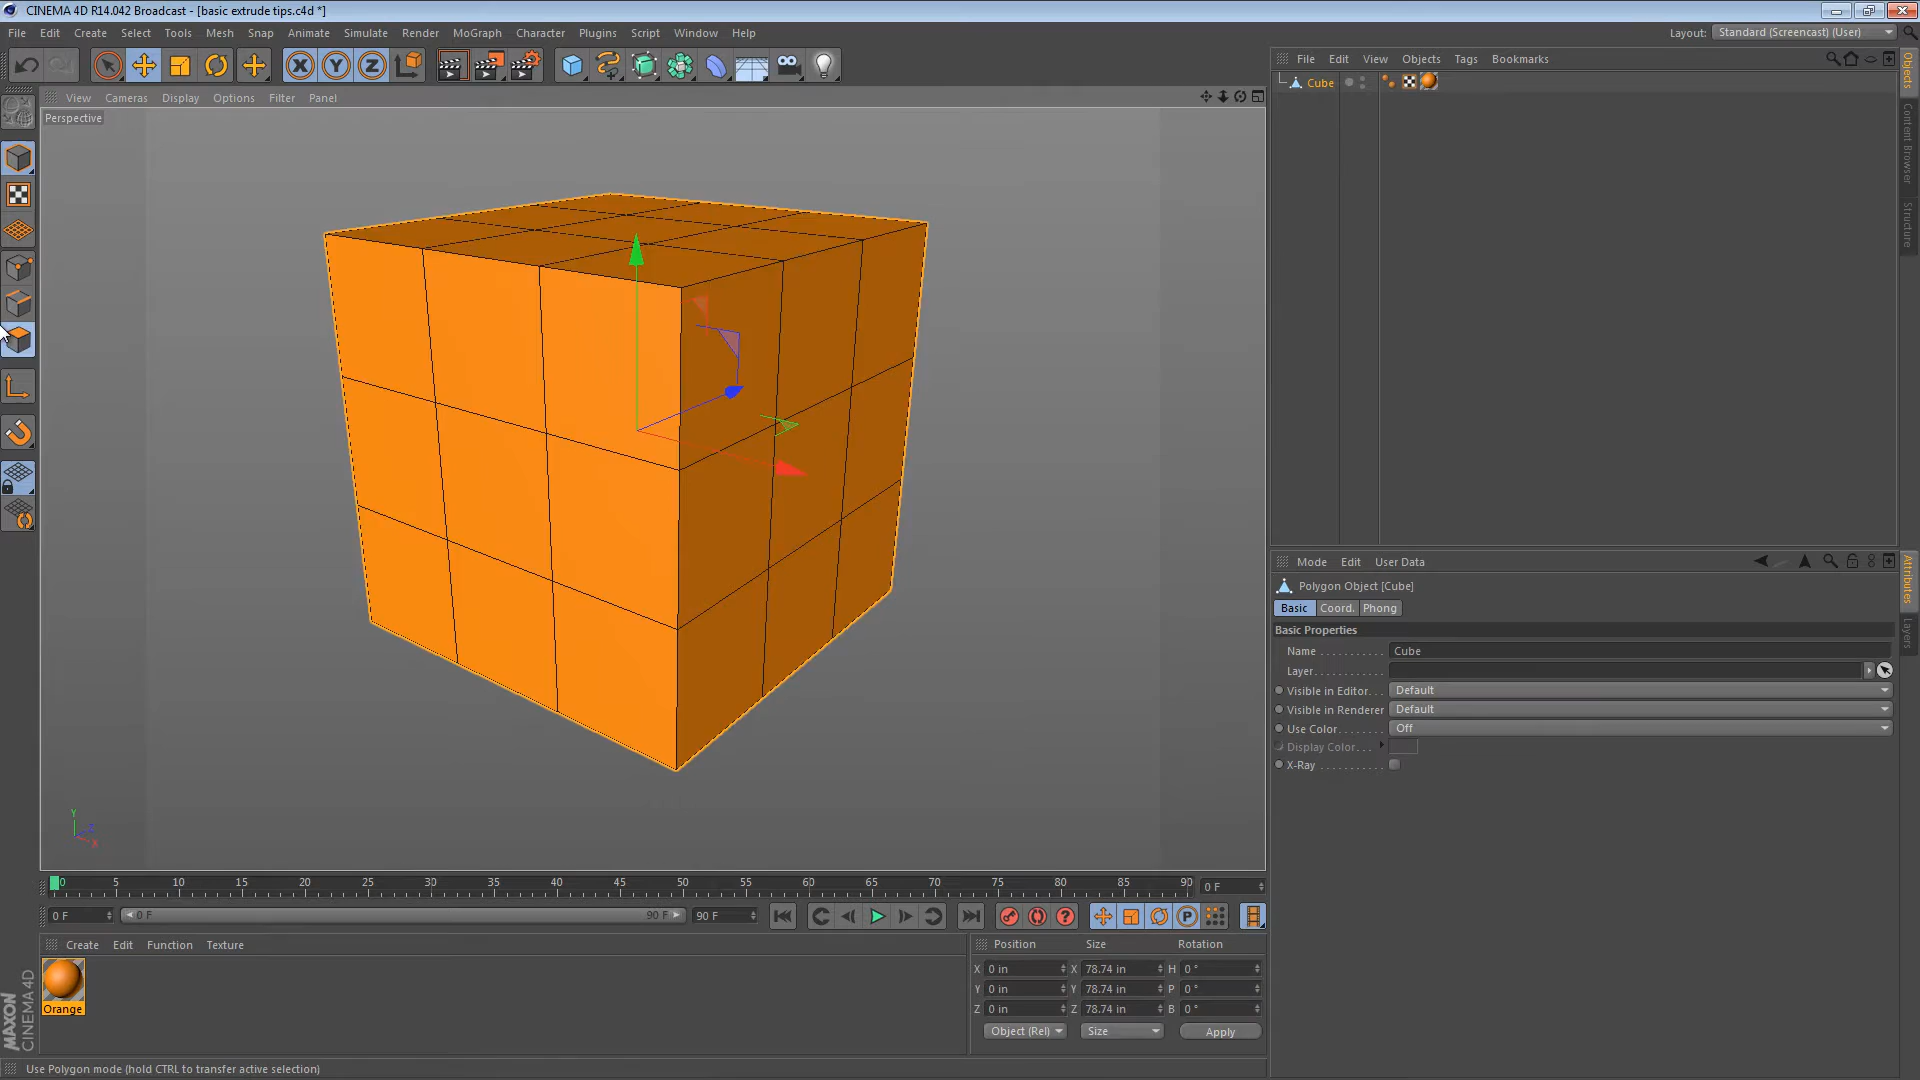 CINEMA 4D R14.042 Broadcast - [basic extrude tips.c4d *]
File Edit Create Select Tools Mesh Snap Animate Simulate Render MoGraph Character Plugins Script Window Help
Layout: Standard (Screencast) (User)
X Y Z
File Edit View Objects Tags Bookmarks
Cube
Objects
Content Browser
Structure
View Cameras Display Options Filter Panel
Perspective
Y
Z
X
Mode Edit User Data
Polygon Object [Cube]
Basic Coord. Phong
Basic Properties
Name . . . . . . . . . . . Cube
Layer. . . . . . . . . . .
Visible in Editor. . . Default
Visible in Renderer Default
Use Color. . . . . . . . Off
Display Color. . .
X-Ray . . . . . . . . . . .
Attributes
Layers
0 5 10 15 20 25 30 35 40 45 50 55 60 65 70 75 80 85 90 0 F
0 F 0 F 90 F 90 F
P
Create Edit Function Texture
Orange
Position Size Rotation
X 0 in X 78.74 in H 0 °
Y 0 in Y 78.74 in P 0 °
Z 0 in Z 78.74 in B 0 °
Object (Rel) Size Apply
MAXON
CINEMA 4D
Use Polygon mode (hold CTRL to transfer active selection)